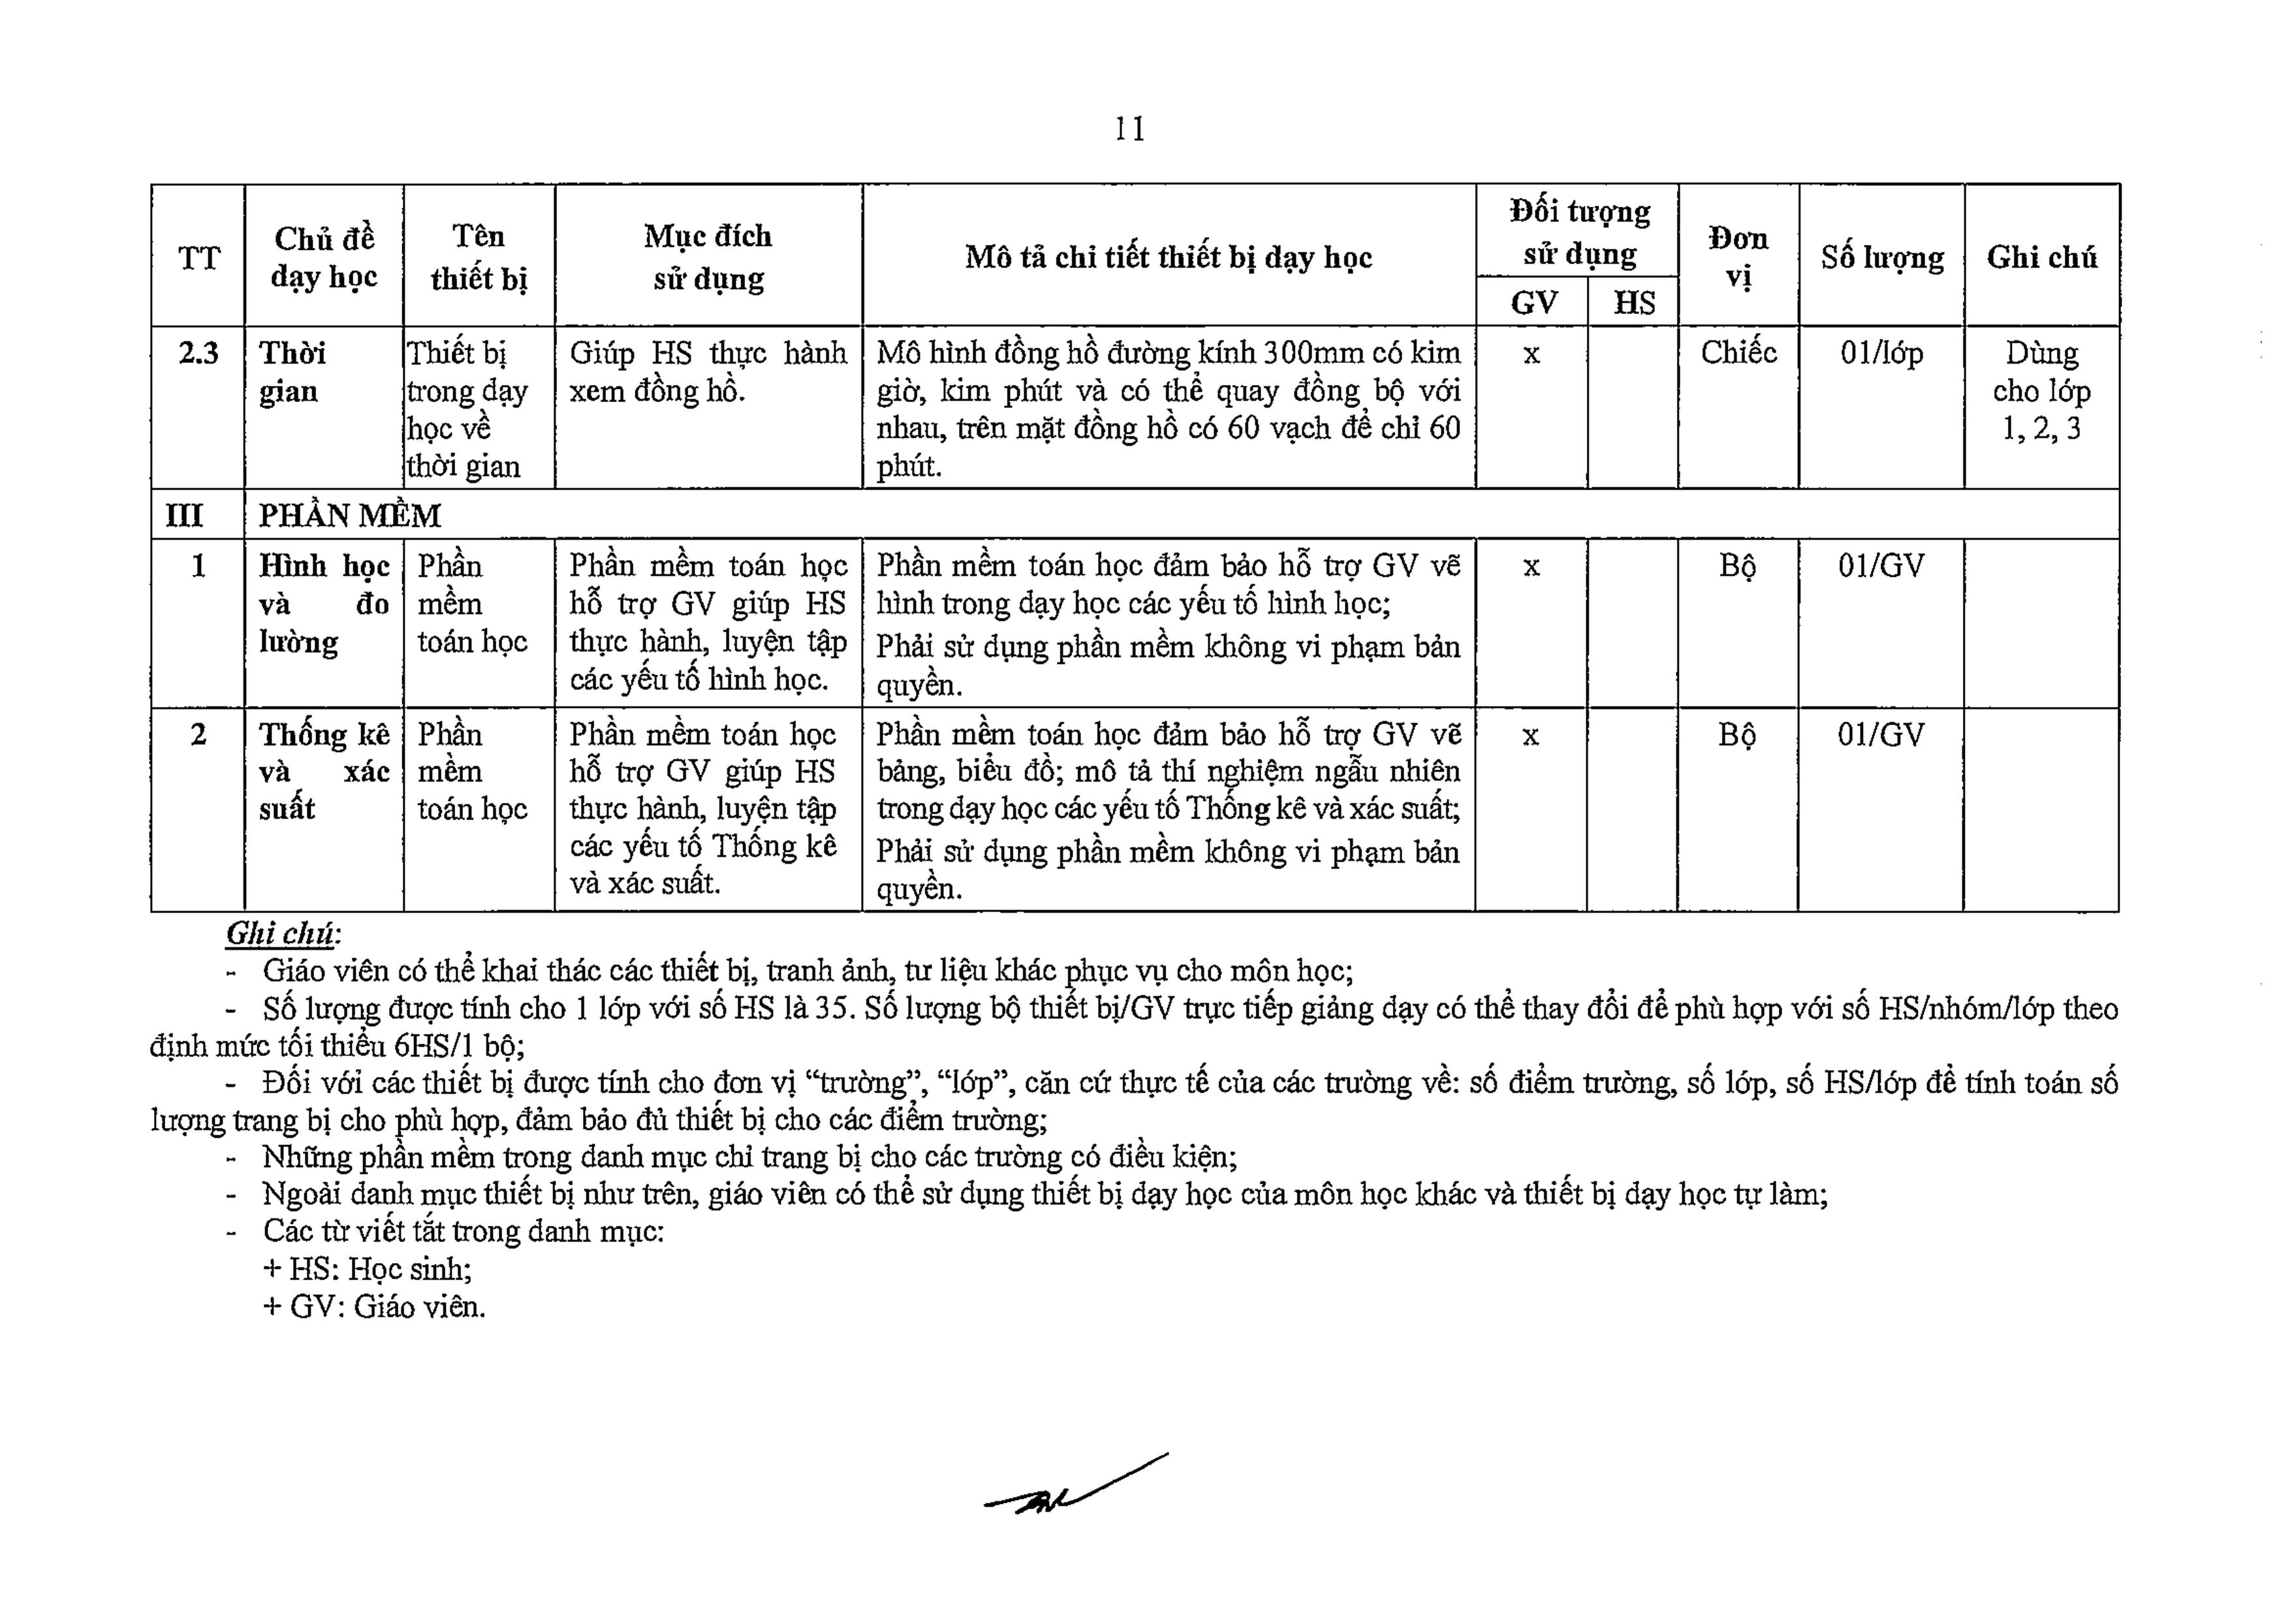 11
TT
Chủ đề
dạy học
Tên
thiết bị
Mục đích
sử dụng
Mô tả chi tiết thiết bị dạy học
Đối tượng
sử dụng
GV
HS
Đơn
vị
Số lượng
Ghi chú
2.3
Thời
gian
Thiết bị
trong dạy
học về
thời gian
Giúp HS thực hành
xem đồng hồ.
Mô hình đồng hồ đường kính 300mm có kim
giờ, kim phút và có thể quay đồng bộ với
nhau, trên mặt đồng hồ có 60 vạch để chỉ 60
phút.
x
Chiếc
01/lớp
Dùng
cho lớp
1, 2, 3
III
PHẦN MỀM
1
Hình học
và đo
lường
Phần
mềm
toán học
Phần mềm toán học
hỗ trợ GV giúp HS
thực hành, luyện tập
các yếu tố hình học.
Phần mềm toán học đảm bảo hỗ trợ GV vẽ
hình trong dạy học các yếu tố hình học;
Phải sử dụng phần mềm không vi phạm bản
quyền.
x
Bộ
01/GV
2
Thống kê
và xác
suất
Phần
mềm
toán học
Phần mềm toán học
hỗ trợ GV giúp HS
thực hành, luyện tập
các yếu tố Thống kê
và xác suất.
Phần mềm toán học đảm bảo hỗ trợ GV vẽ
bảng, biểu đồ; mô tả thí nghiệm ngẫu nhiên
trong dạy học các yếu tố Thống kê và xác suất;
Phải sử dụng phần mềm không vi phạm bản
quyền.
x
Bộ
01/GV
Ghi chú:
- Giáo viên có thể khai thác các thiết bị, tranh ảnh, tư liệu khác phục vụ cho môn học;
- Số lượng được tính cho 1 lớp với số HS là 35. Số lượng bộ thiết bị/GV trực tiếp giảng dạy có thể thay đổi để phù hợp với số HS/nhóm/lớp theo
định mức tối thiểu 6HS/1 bộ;
- Đối với các thiết bị được tính cho đơn vị “trường”, “lớp”, căn cứ thực tế của các trường về: số điểm trường, số lớp, số HS/lớp để tính toán số
lượng trang bị cho phù hợp, đảm bảo đủ thiết bị cho các điểm trường;
- Những phần mềm trong danh mục chỉ trang bị cho các trường có điều kiện;
- Ngoài danh mục thiết bị như trên, giáo viên có thể sử dụng thiết bị dạy học của môn học khác và thiết bị dạy học tự làm;
- Các từ viết tắt trong danh mục:
+ HS: Học sinh;
+ GV: Giáo viên.